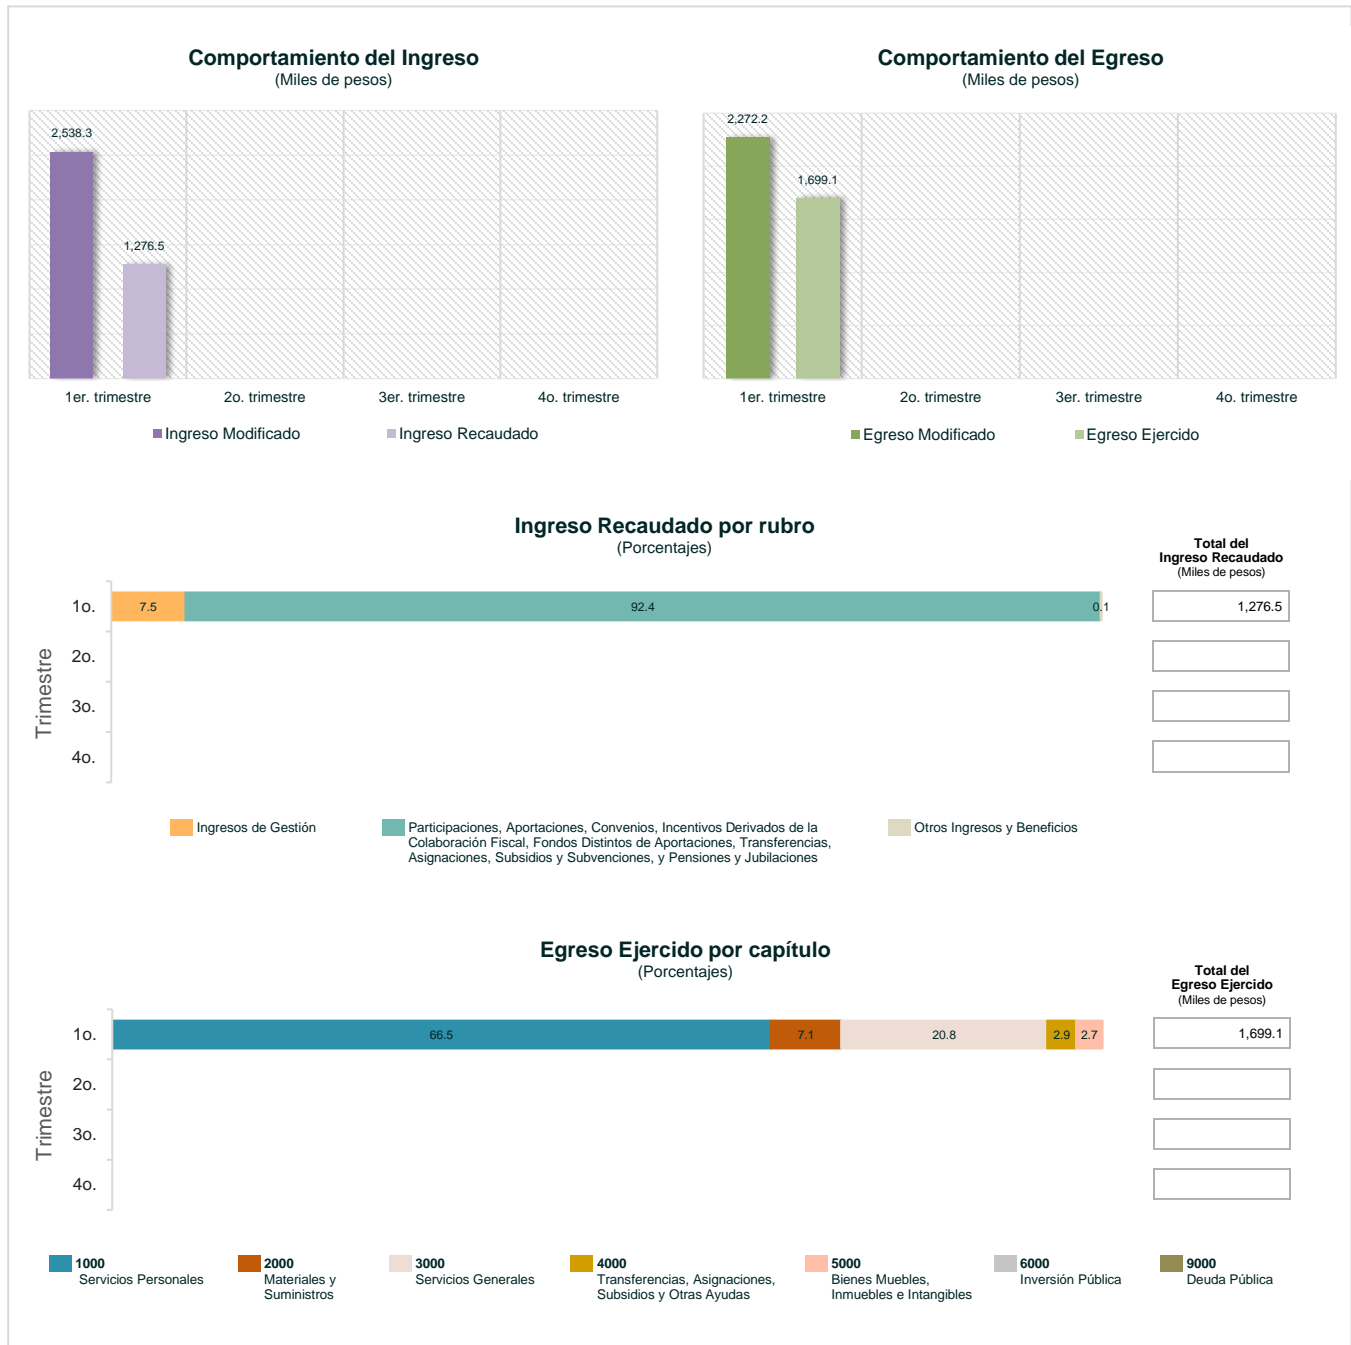 Comportamiento del Ingreso
(Miles de pesos)
2,538.3
1,276.5
1er. trimestre
2o. trimestre
3er. trimestre
4o. trimestre
Ingreso Modificado
Ingreso Recaudado
Comportamiento del Egreso
(Miles de pesos)
2,272.2
1,699.1
1er. trimestre
2o. trimestre
3er. trimestre
4o. trimestre
Egreso Modificado
Egreso Ejercido
Ingreso Recaudado por rubro
(Porcentajes)
Total del
Ingreso Recaudado
(Miles de pesos)
Trimestre
1o.
7.5
92.4
0.1
1,276.5
2o.
3o.
4o.
Ingresos de Gestión
Participaciones, Aportaciones, Convenios, Incentivos Derivados de la
Colaboración Fiscal, Fondos Distintos de Aportaciones, Transferencias,
Asignaciones, Subsidios y Subvenciones, y Pensiones y Jubilaciones
Otros Ingresos y Beneficios
Egreso Ejercido por capítulo
(Porcentajes)
Total del
Egreso Ejercido
(Miles de pesos)
Trimestre
1o.
66.5
7.1
20.8
2.9
2.7
1,699.1
2o.
3o.
4o.
1000
Servicios Personales
2000
Materiales y
Suministros
3000
Servicios Generales
4000
Transferencias, Asignaciones,
Subsidios y Otras Ayudas
5000
Bienes Muebles,
Inmuebles e Intangibles
6000
Inversión Pública
9000
Deuda Pública